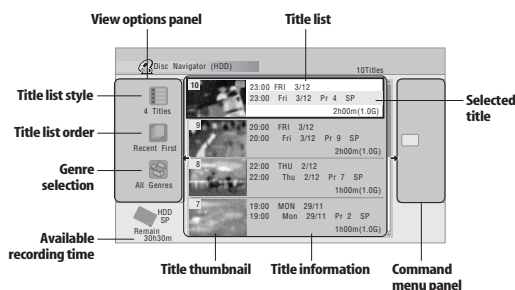 View options panel
Title list
Disc Navigator (HDD)
10Titles
Title list style
4 Titles
Title list order
Recent First
Genre
selection
All Genres
HDD
SP
Remain
30h30m
Available
recording time
10
23:00 FRI 3/12
23:00 Fri 3/12 Pr 4 SP
2h00m(1.0G)
9
20:00 FRI 3/12
20:00 Fri 3/12 Pr 9 SP
2h00m(1.0G)
8
22:00 THU 2/12
22:00 Thu 2/12 Pr 7 SP
1h00m(1.0G)
7
19:00 MON 29/11
19:00 Mon 29/11 Pr 2 SP
1h00m(1.0G)
Selected
title
Title thumbnail
Title information
Command
menu panel